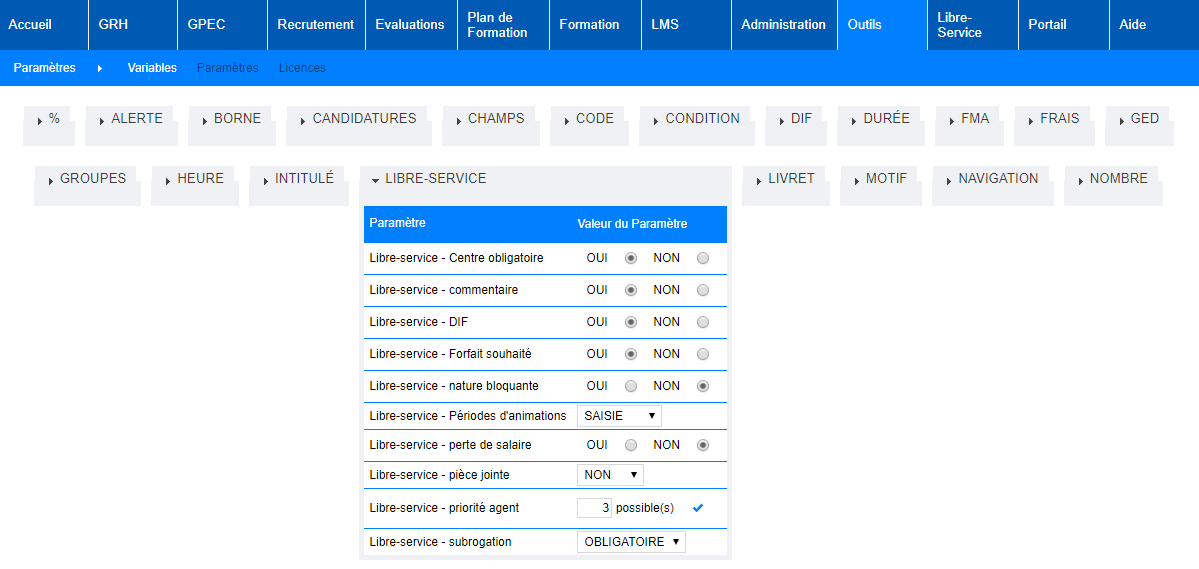 Accueil GRH GPEC Recrutement Evaluations Plan de Formation Formation LMS Administration Outils Libre-Service Portail Aide
Paramètres Variables Paramètres Licences
% ALERTE BORNE CANDIDATURES CHAMPS CODE CONDITION DIF DURÉE FMA FRAIS GED
GROUPES HEURE INTITULÉ LIBRE-SERVICE LIVRET MOTIF NAVIGATION NOMBRE
Paramètre Valeur du Paramètre
Libre-service - Centre obligatoire OUI NON
Libre-service - commentaire OUI NON
Libre-service - DIF OUI NON
Libre-service - Forfait souhaité OUI NON
Libre-service - nature bloquante OUI NON
Libre-service - Périodes d'animations SAISIE
Libre-service - perte de salaire OUI NON
Libre-service - pièce jointe NON
Libre-service - priorité agent 3 possible(s)
Libre-service - subrogation OBLIGATOIRE